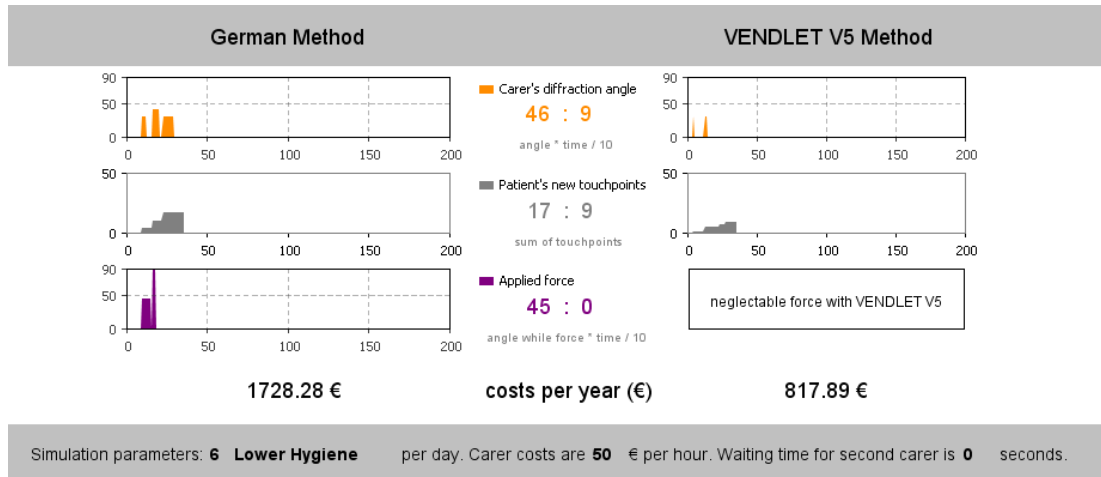 German Method VENDLET V5 Method
90
50
0
0 50 100 150 200
Carer's diffraction angle
46 : 9
angle * time / 10
90
50
0
0 50 100 150 200
50
0
0 50 100 150 200
Patient's new touchpoints
17 : 9
sum of touchpoints
50
0
0 50 100 150 200
90
50
0
0 50 100 150 200
Applied force
45 : 0
angle while force * time / 10
neglectable force with VENDLET V5
1728.28 € costs per year (€) 817.89 €
Simulation parameters: 6 Lower Hygiene per day. Carer costs are 50 € per hour. Waiting time for second carer is 0 seconds.